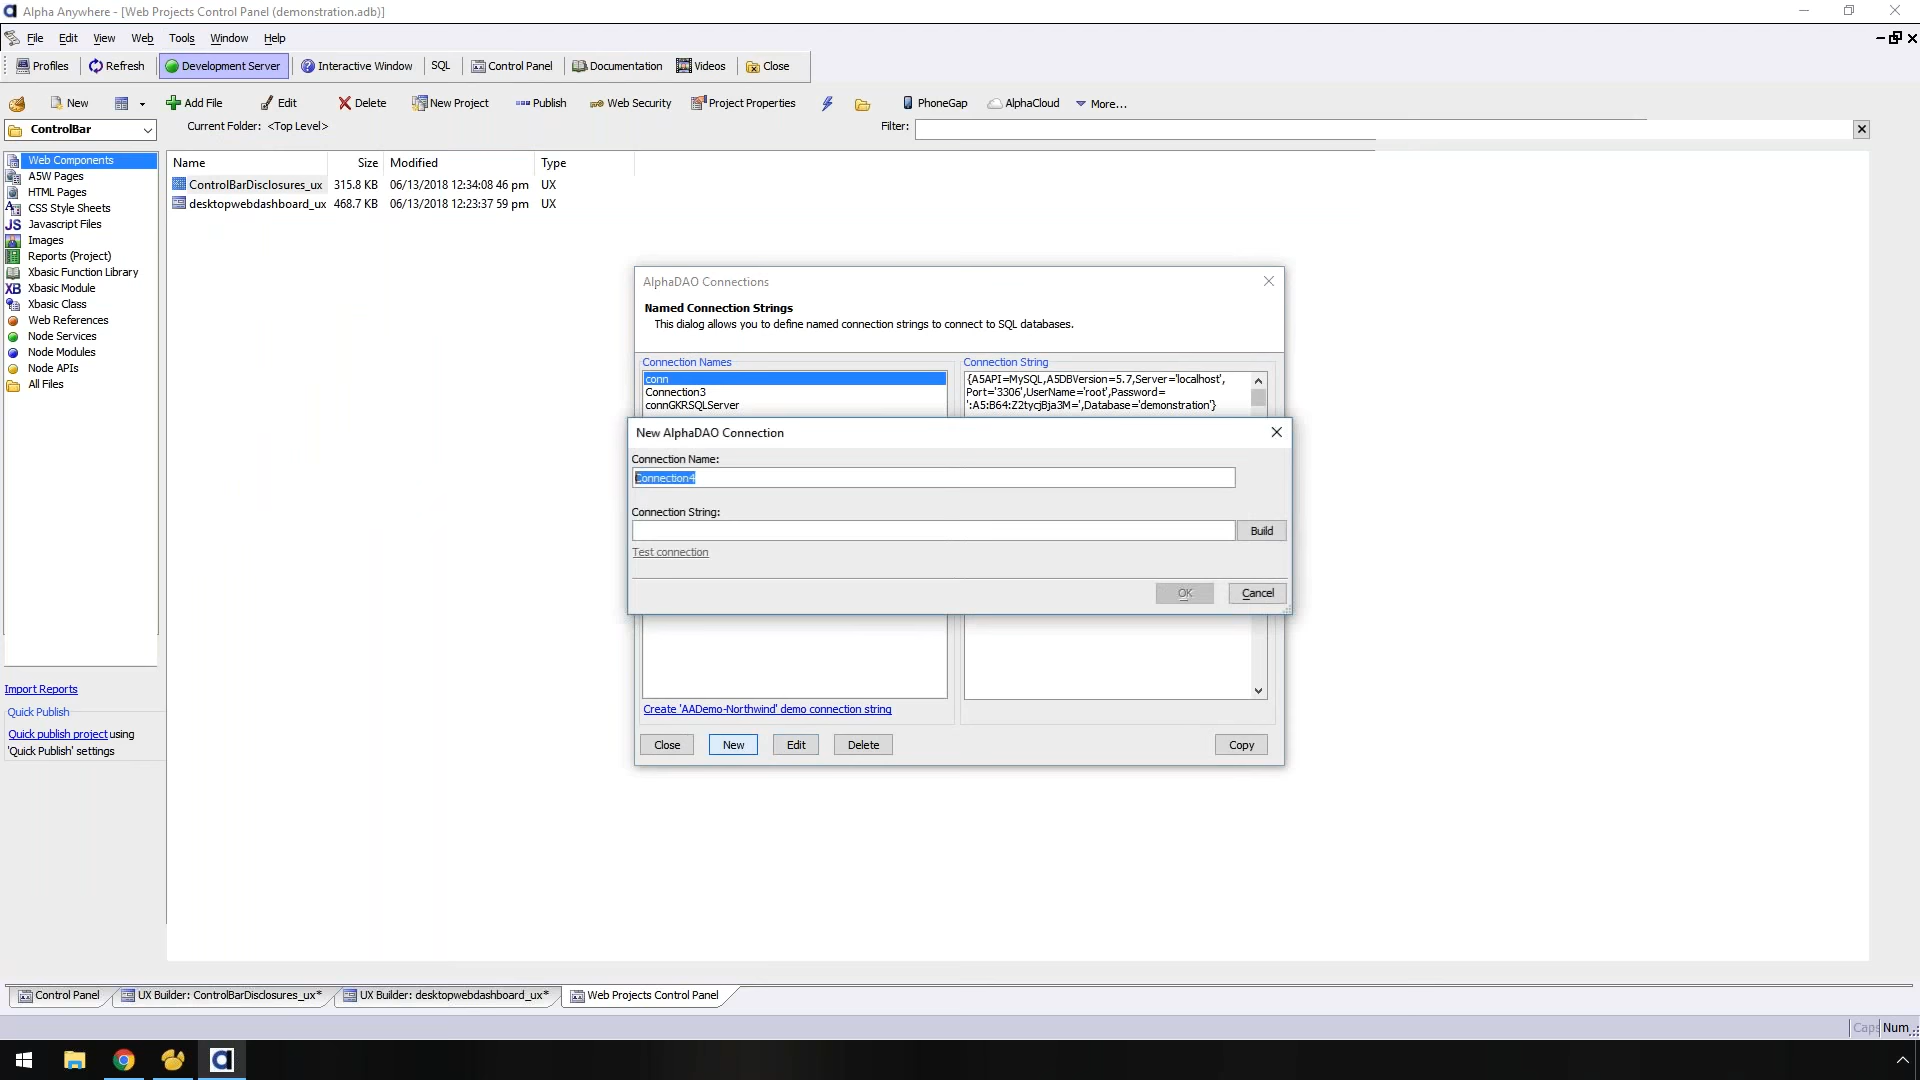 Alpha Anywhere - [Web Projects Control Panel (demonstration.adb)]
File Edit View Web Tools Window Help
Profiles Refresh Development Server Interactive Window SQL Control Panel Documentation Videos Close
New Add File Edit Delete New Project Publish Web Security Project Properties PhoneGap AlphaCloud More...
ControlBar Current Folder: <Top Level> Filter:
Name Size Modified Type
ControlBarDisclosures_ux 315.8 KB 06/13/2018 12:34:08 46 pm UX
desktopwebdashboard_ux 468.7 KB 06/13/2018 12:23:37 59 pm UX
Web Components
A5W Pages
HTML Pages
CSS Style Sheets
JS Javascript Files
Images
Reports (Project)
Xbasic Function Library
XB Xbasic Module
Xbasic Class
Web References
Node Services
Node Modules
Node APIs
All Files
Import Reports
Quick Publish
Quick publish project using
'Quick Publish' settings
AlphaDAO Connections
Named Connection Strings
This dialog allows you to define named connection strings to connect to SQL databases.
Connection Names
conn
Connection3
connGKRSQLServer
Connection String
{A5API=MySQL,A5DBVersion=5.7,Server='localhost',
Port='3306',UserName='root',Password=
':A5:B64:Z2tycjBja3M=',Database='demonstration'}
New AlphaDAO Connection
Connection Name:
Connection4
Connection String:
Build
Test connection
OK Cancel
Create 'AADemo-Northwind' demo connection string
Close New Edit Delete Copy
Control Panel UX Builder: ControlBarDisclosures_ux* UX Builder: desktopwebdashboard_ux* Web Projects Control Panel
Caps Num